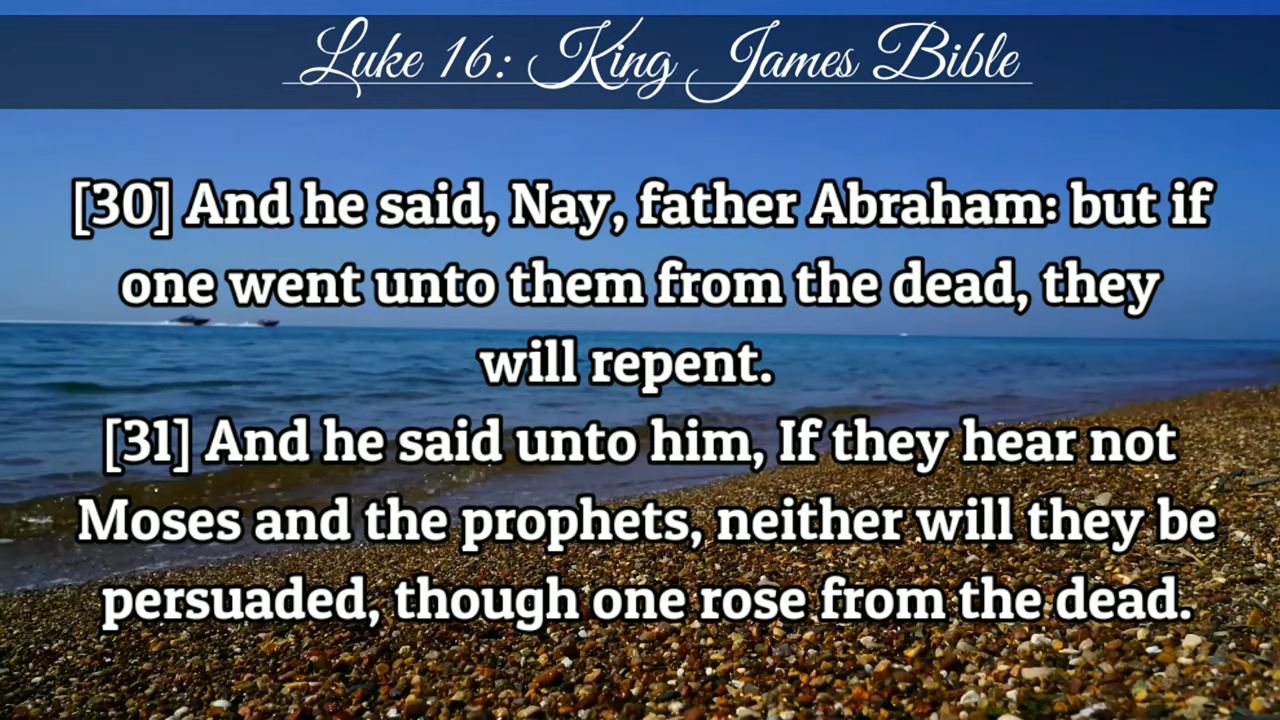 Luke 16: King James Bible
[30] And he said, Nay, father Abraham: but if
one went unto them from the dead, they
will repent.
[31] And he said unto him, If they hear not
Moses and the prophets, neither will they be
persuaded, though one rose from the dead.